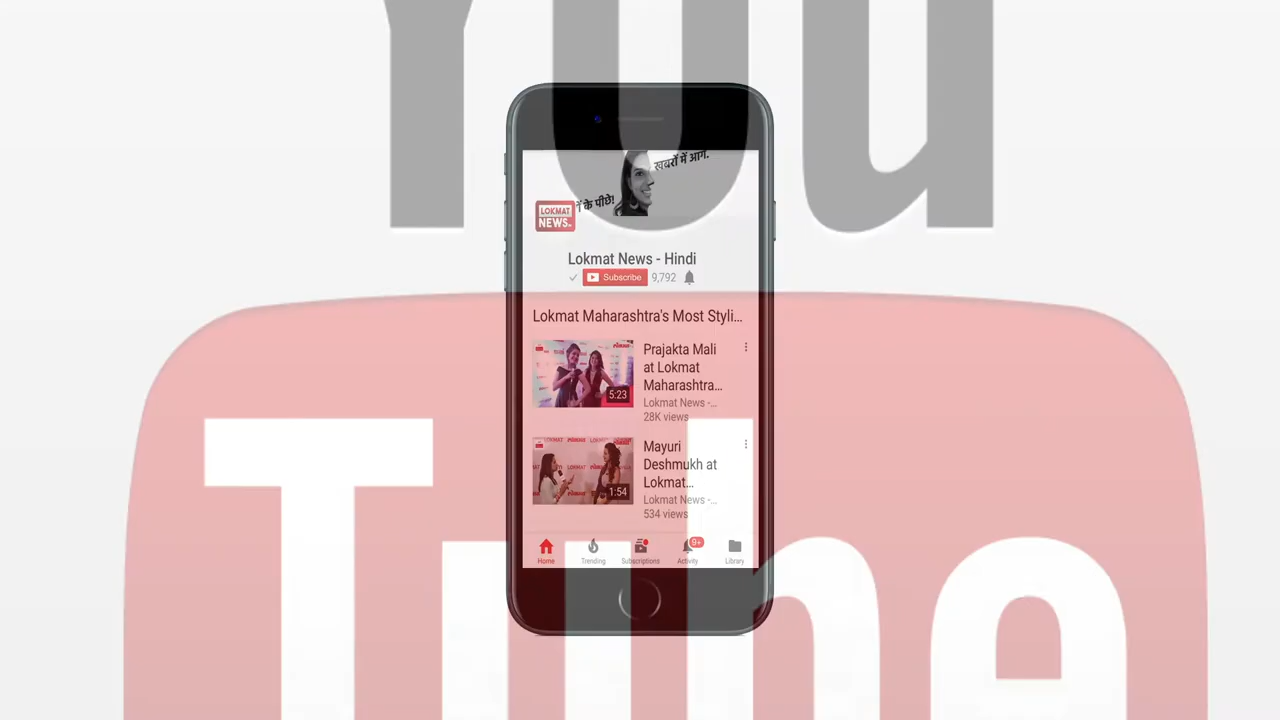 You
Tube
खबरों में आगे.
ों के पीछे!
LOKMAT
NEWS
Lokmat News - Hindi
Subscribe 9,792
Lokmat Maharashtra's Most Styli...
Prajakta Mali
at Lokmat
Maharashtra...
Lokmat News -...
28K views
5:23
Mayuri
Deshmukh at
Lokmat...
Lokmat News -...
534 views
1:54
9+
Home Trending Subscriptions Activity Library